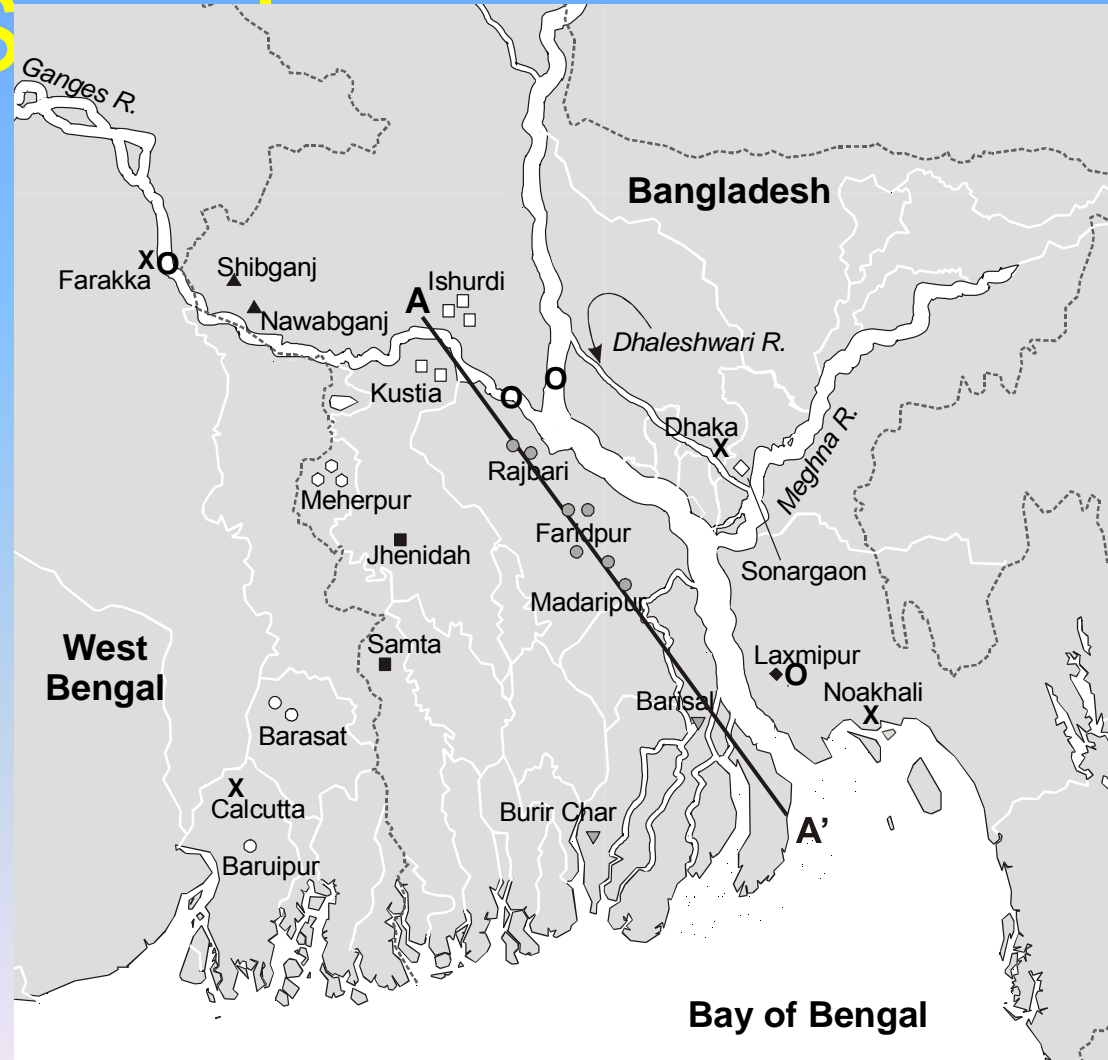 Ganges R.
Bangladesh
X O
Farakka
Shibganj
Nawabganj
A
Ishurdi
Kustia
O
O
Dhaleshwari R.
Dhaka
X
Meghna R.
Rajbari
Meherpur
Faridpur
Jhenidah
Sonargaon
Madaripur
West
Bengal
Samta
Laxmipur
O
Noakhali
X
Barisal
Barasat
X
Calcutta
Burir Char
A’
Baruipur
Bay of Bengal